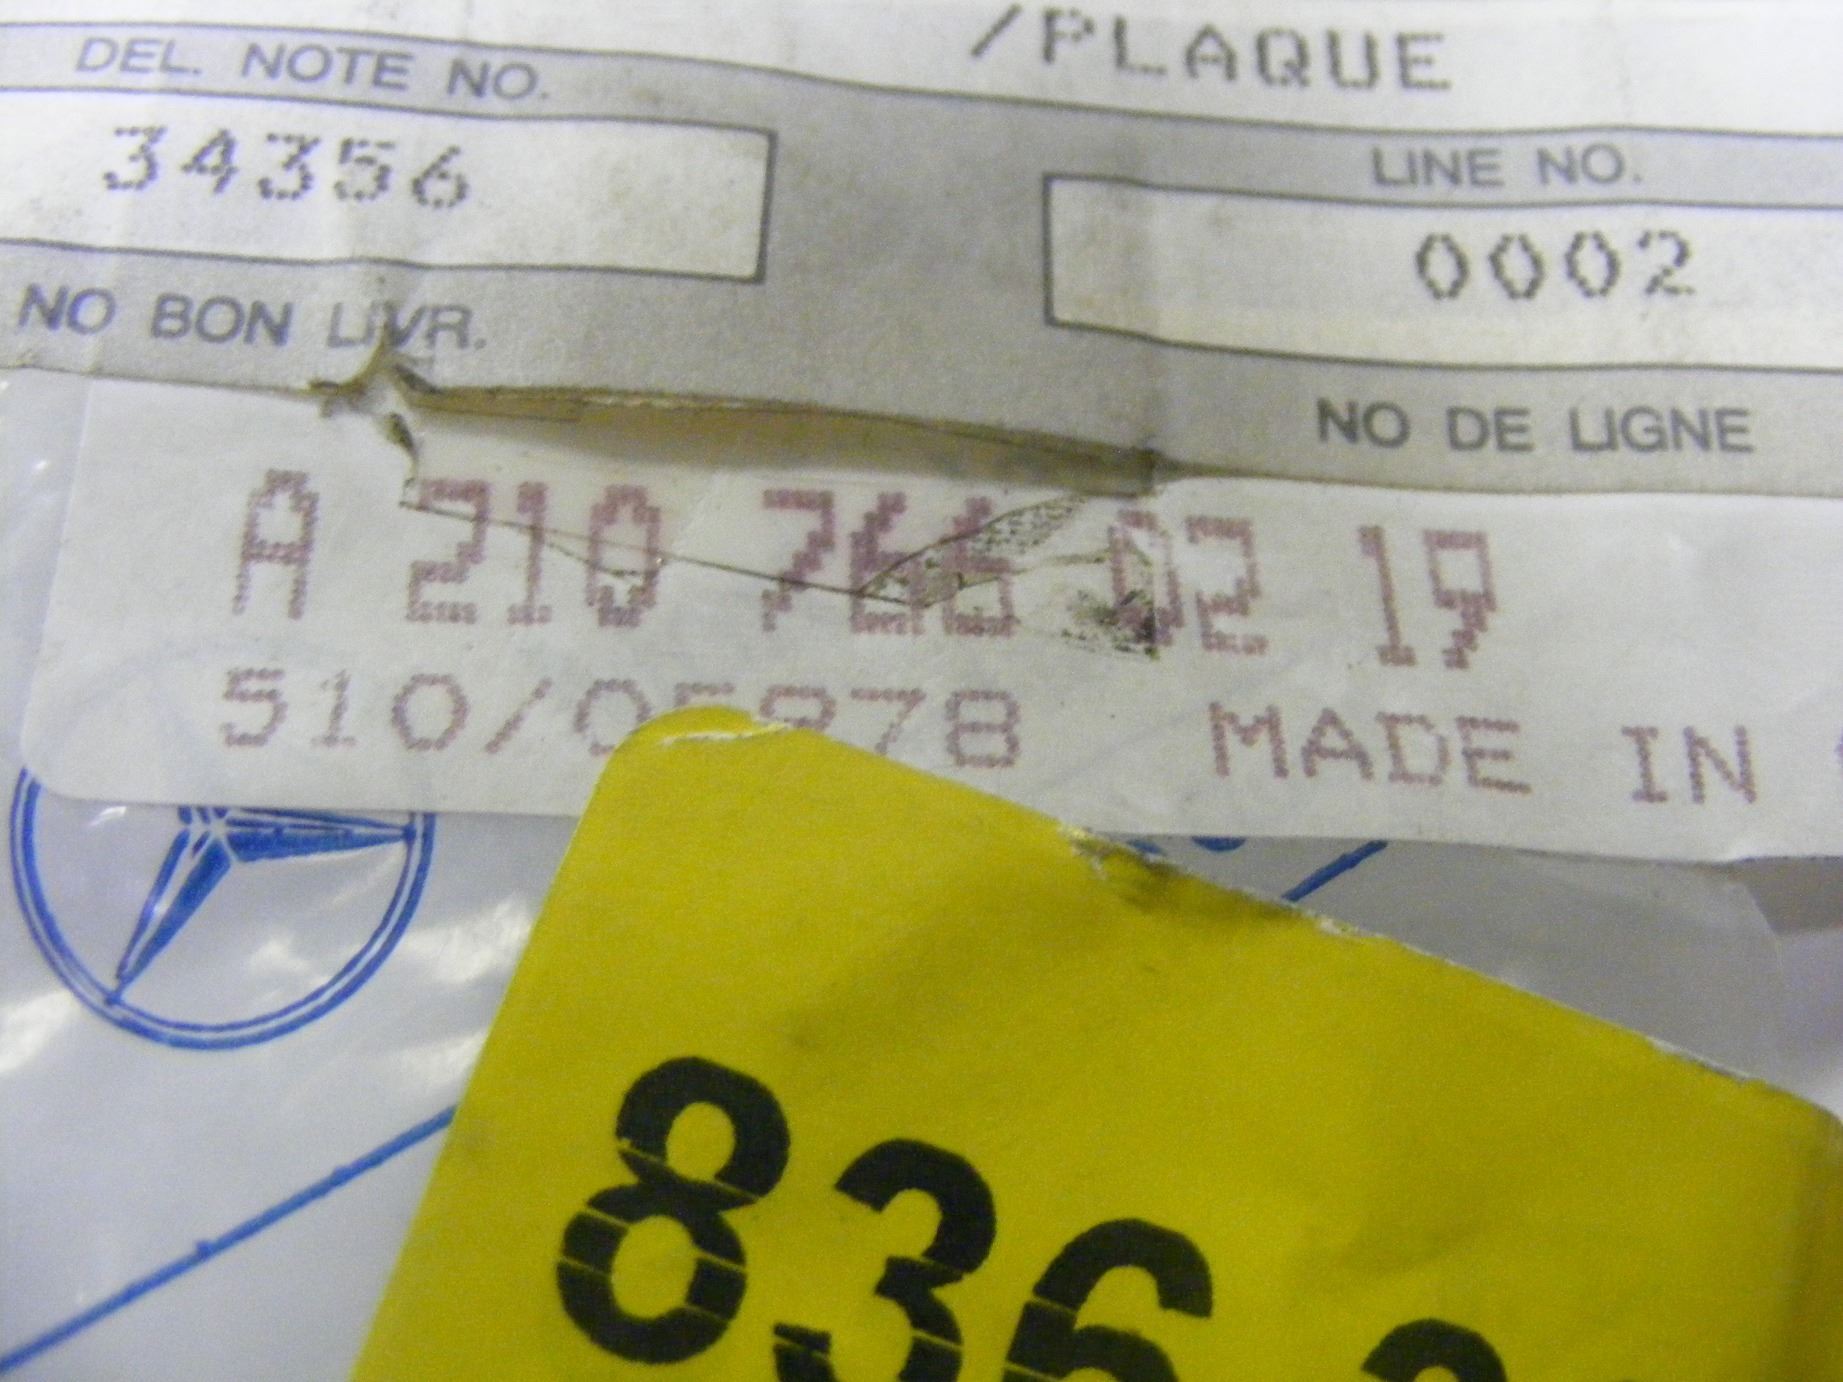 /PLAQUE
DEL. NOTE NO.
34356
LINE NO.
0002
NO BON LIVR.
NO DE LIGNE
A 210 766 02 19
MADE IN
836